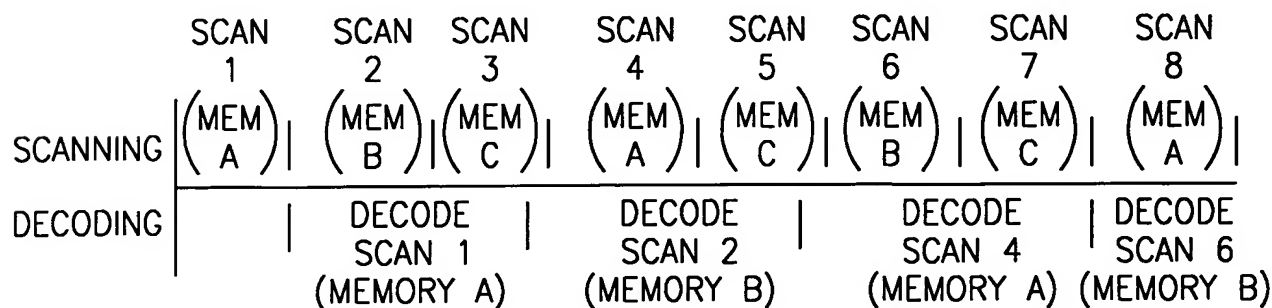 SCAN SCAN SCAN SCAN SCAN SCAN SCAN SCAN
1 2 3 4 5 6 7 8
SCANNING (MEM A) (MEM B) (MEM C) (MEM A) (MEM C) (MEM B) (MEM C) (MEM A)
DECODING DECODE DECODE DECODE DECODE
SCAN 1 SCAN 2 SCAN 4 SCAN 6
(MEMORY A) (MEMORY B) (MEMORY A) (MEMORY B)